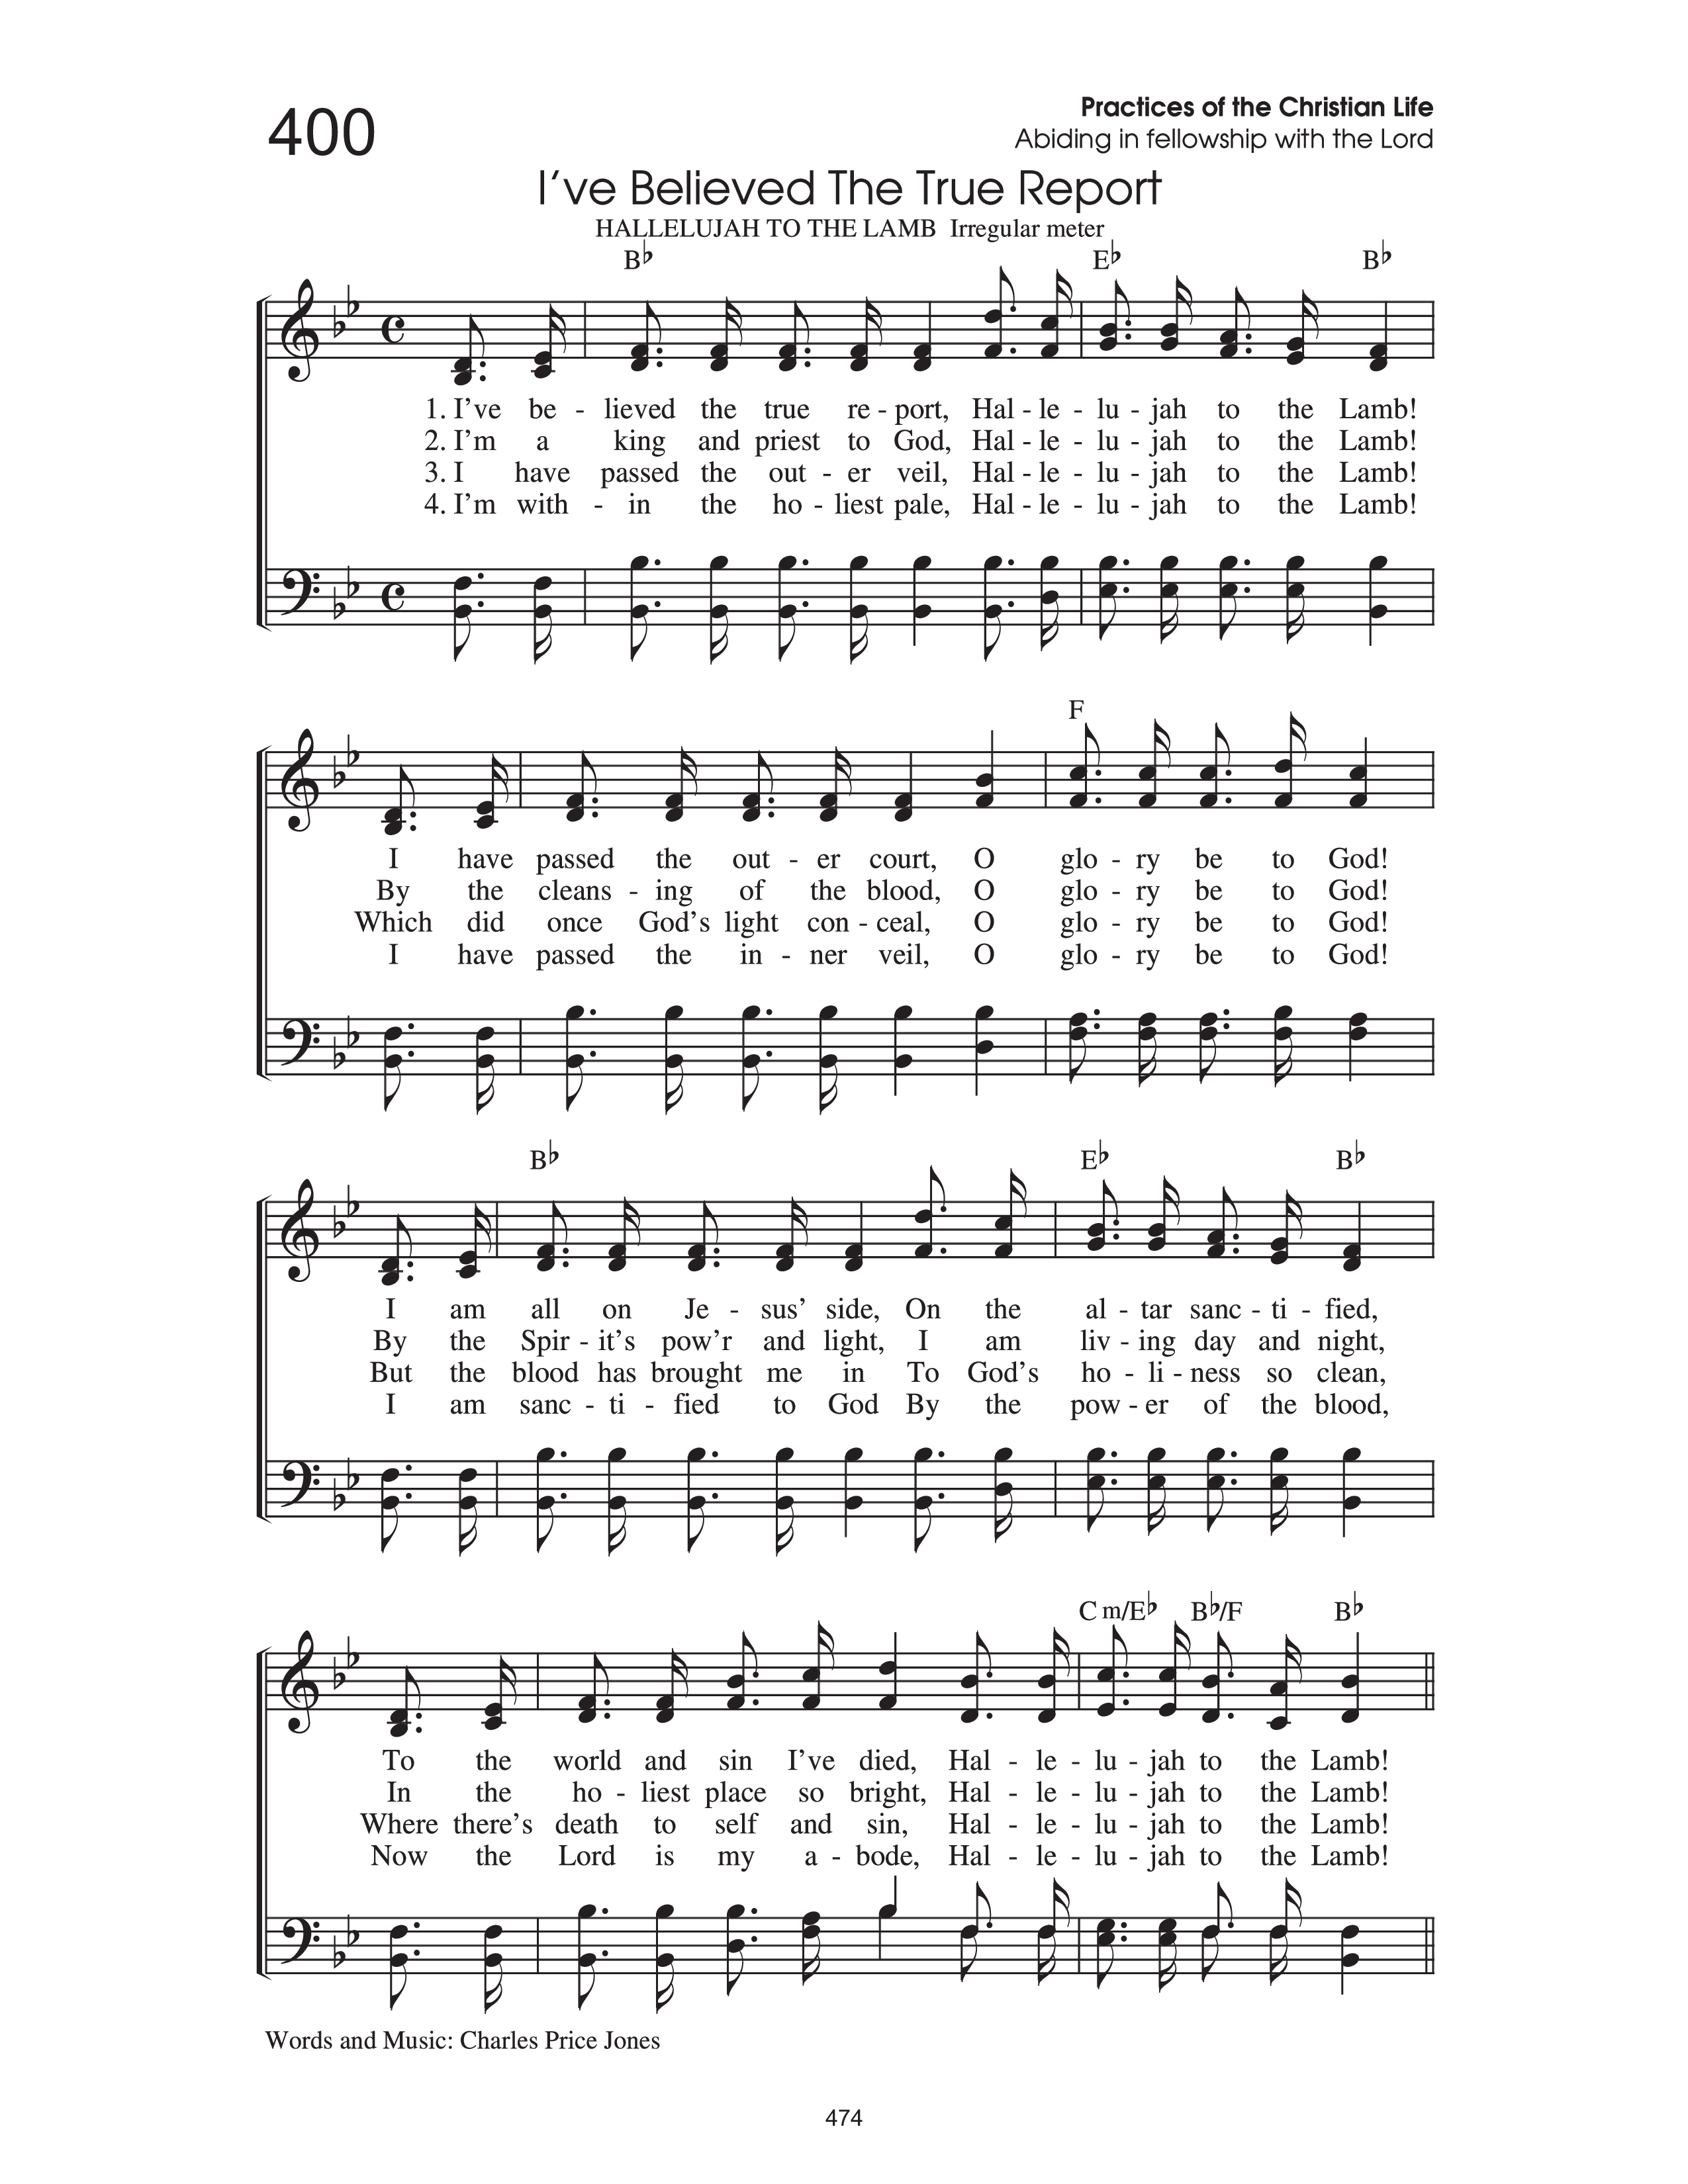 400
Practices of the Christian Life
Abiding in fellowship with the Lord
I've Believed The True Report
HALLELUJAH TO THE LAMB Irregular meter
B♭ E♭ B♭
1. I've be - lieved the true re - port, Hal - le - lu - jah to the Lamb!
2. I'm a king and priest to God, Hal - le - lu - jah to the Lamb!
3. I have passed the out - er veil, Hal - le - lu - jah to the Lamb!
4. I'm with - in the ho - liest pale, Hal - le - lu - jah to the Lamb!
F
I have passed the out - er court, O glo - ry be to God!
By the cleans - ing of the blood, O glo - ry be to God!
Which did once God's light con - ceal, O glo - ry be to God!
I have passed the in - ner veil, O glo - ry be to God!
B♭ E♭ B♭
I am all on Je - sus' side, On the al - tar sanc - ti - fied,
By the Spir - it's pow'r and light, I am liv - ing day and night,
But the blood has brought me in To God's ho - li - ness so clean,
I am sanc - ti - fied to God By the pow - er of the blood,
C m/E♭ B♭/F B♭
To the world and sin I've died, Hal - le - lu - jah to the Lamb!
In the ho - liest place so bright, Hal - le - lu - jah to the Lamb!
Where there's death to self and sin, Hal - le - lu - jah to the Lamb!
Now the Lord is my a - bode, Hal - le - lu - jah to the Lamb!
Words and Music: Charles Price Jones
474